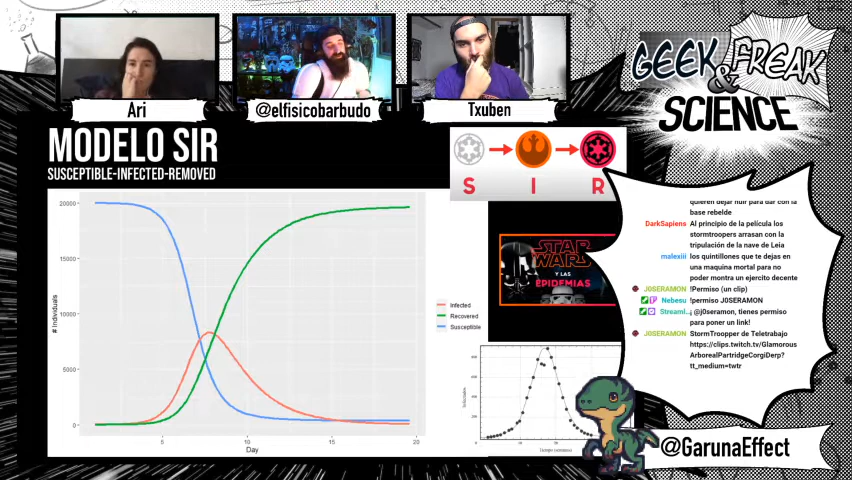 Ari
@elfisicobarbudo
Txuben
GEEK
&
FREAK
SCIENCE
MODELO SIR
SUSCEPTIBLE-INFECTED-REMOVED
S I R
20000
15000
10000
5000
0
# Individuals
5
10
15
20
Day
Infected
Recovered
Susceptible
STAR
WARS
Y LAS
EPIDEMIAS
quieren dejar huir para dar con la
base rebelde
DarkSapiens Al principio de la película los
stormtroopers arrasan con la
tripulación de la nave de Leia
malexiii los quintillones que te dejas en
una maquina mortal para no
poder montra un ejercito decente
J0SERAMON !Permiso (un clip)
Nebesu !permiso J0SERAMON
Streaml... ¡ @j0seramon, tienes permiso
para poner un link!
J0SERAMON StormTrooper de Teletrabajo
https://clips.twitch.tv/Glamorous
ArborealPartridgeCorgiDerp?
tt_medium=twtr
@GarunaEffect